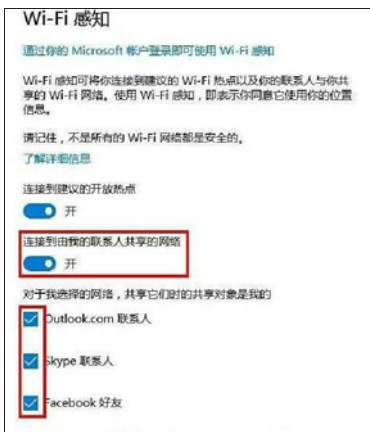 Wi-Fi 感知
通过你的 Microsoft 帐户登录即可使用 Wi-Fi 感知
Wi-Fi 感知可将你连接到建议的 Wi-Fi 热点以及你的联系人与你共
享的 Wi-Fi 网络。使用 Wi-Fi 感知，即表示你同意它使用你的位置
信息。
请记住，不是所有的 Wi-Fi 网络都是安全的。
了解详细信息
连接到建议的开放热点
开
连接到由我的联系人共享的网络
开
对于我选择的网络，共享它们时的共享对象是我的
Outlook.com 联系人
Skype 联系人
Facebook 好友